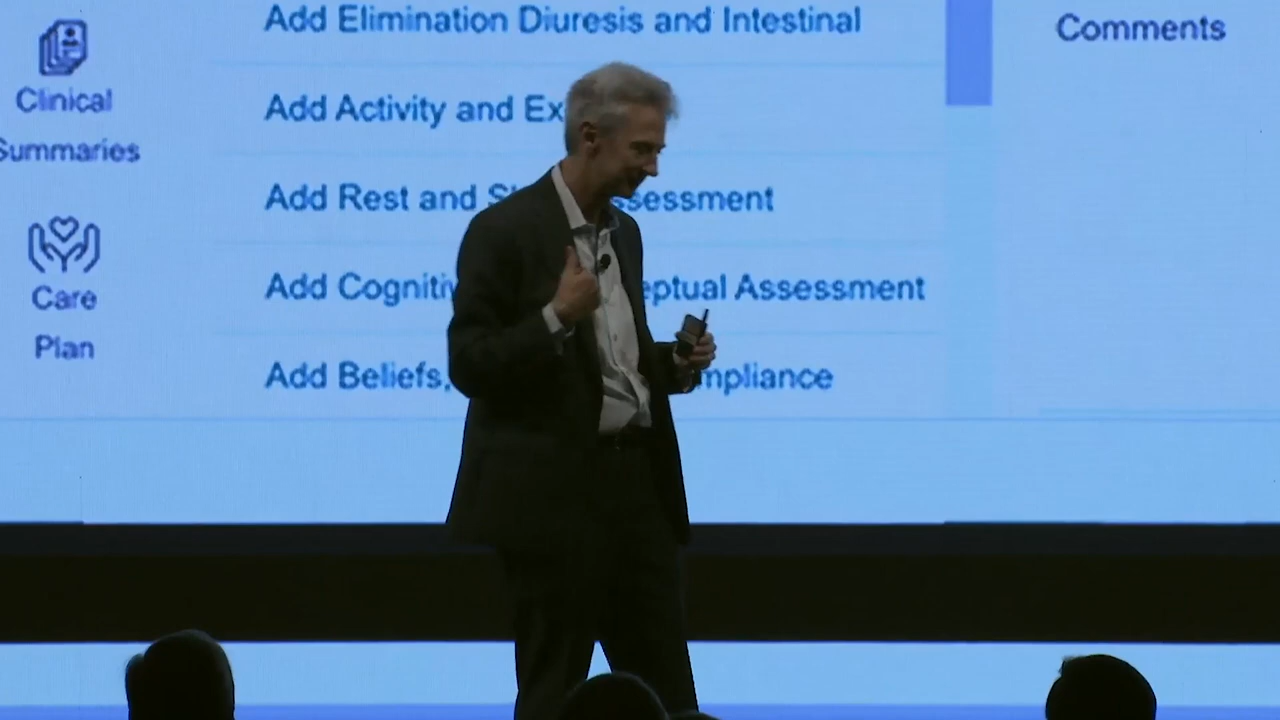 Clinical
Summaries
Care
Plan
Add Elimination Diuresis and Intestinal
Add Activity and Ex
Add Rest and S ssessment
Add Cogniti eptual Assessment
Add Beliefs, mpliance
Comments